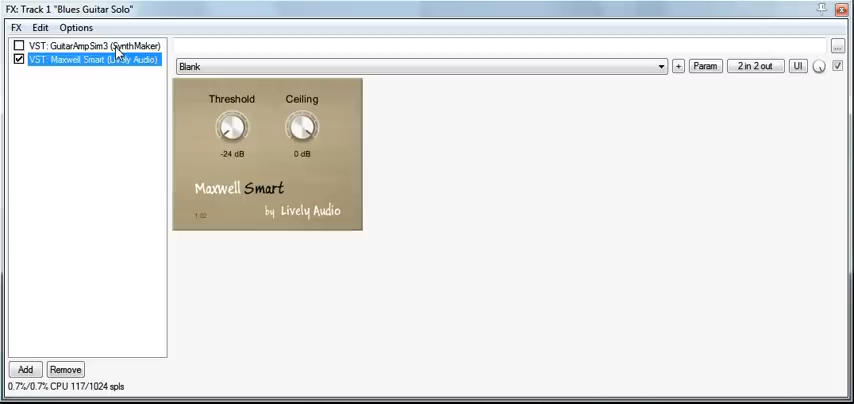 FX: Track 1 "Blues Guitar Solo"
FX Edit Options
VST: GuitarAmpSim3 (SynthMaker)
VST: Maxwell Smart (Lively Audio)
...
Blank + Param 2 in 2 out UI
Threshold Ceiling
-24 dB 0 dB
Maxwell Smart
by Lively Audio
1.02
Add Remove
0.7%/0.7% CPU 117/1024 spls